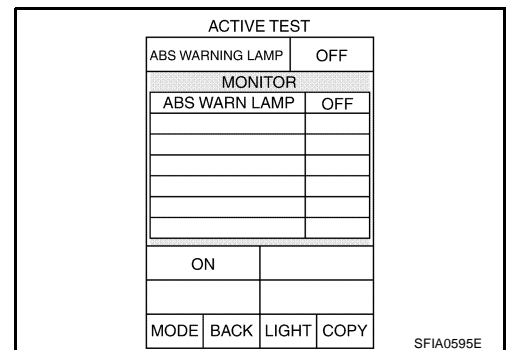 ACTIVE TEST
ABS WARNING LAMP OFF
MONITOR
ABS WARN LAMP OFF
ON
MODE BACK LIGHT COPY
SFIA0595E